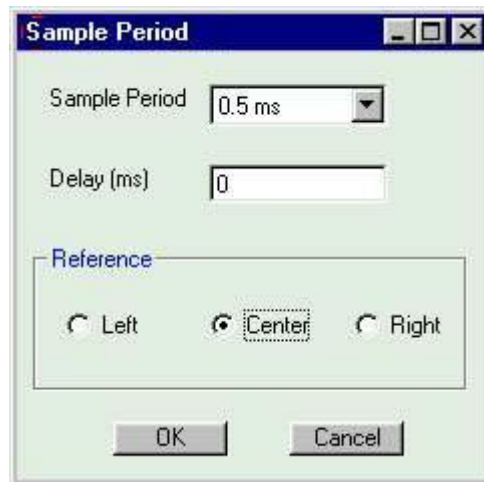 Sample Period
Sample Period 0.5 ms
Delay (ms) 0
Reference
Left Center Right
OK Cancel